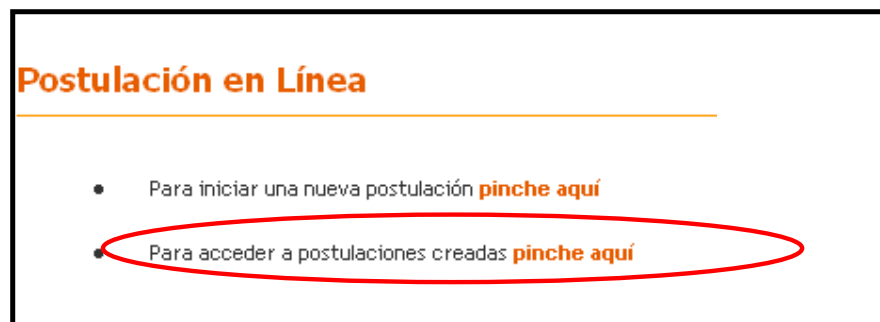 Postulación en Línea
Para iniciar una nueva postulación pinche aquí
Para acceder a postulaciones creadas pinche aquí